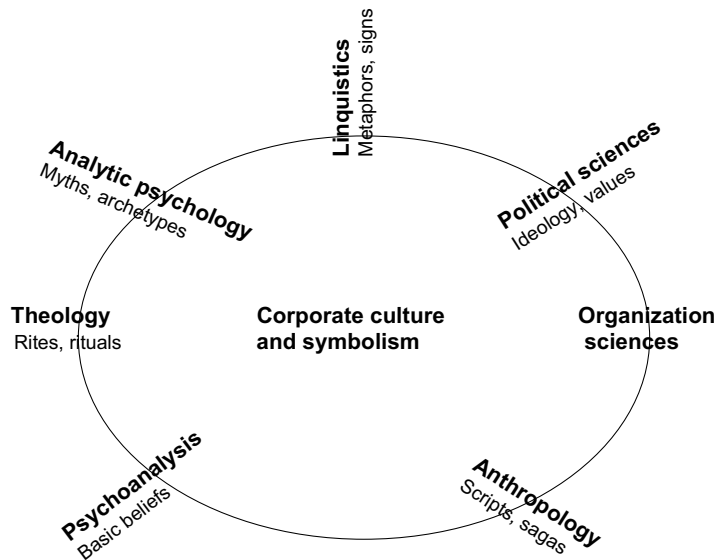 Linquistics
Metaphors, signs
Analytic psychology
Myths, archetypes
Political sciences
Ideology, values
Theology
Rites, rituals
Corporate culture
and symbolism
Organization
sciences
Psychoanalysis
Basic beliefs
Anthropology
Scripts, sagas